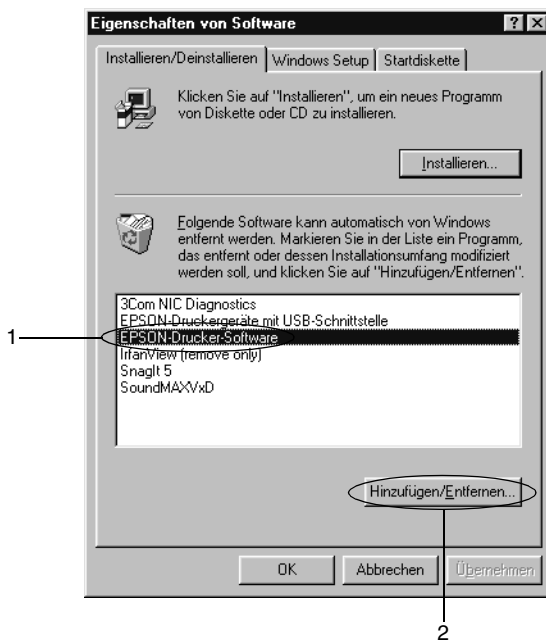 Eigenschaften von Software
Installieren/Deinstallieren Windows Setup Startdiskette
Klicken Sie auf "Installieren", um ein neues Programm
von Diskette oder CD zu installieren.
Installieren...
Folgende Software kann automatisch von Windows
entfernt werden. Markieren Sie in der Liste ein Programm,
das entfernt oder dessen Installationsumfang modifiziert
werden soll, und klicken Sie auf "Hinzufügen/Entfernen".
3Com NIC Diagnostics
EPSON-Druckergeräte mit USB-Schnittstelle
1 EPSON-Drucker-Software
IrfanView (remove only)
SnagIt 5
SoundMAXVxD
Hinzufügen/Entfernen...
OK Abbrechen Übernehmen
2